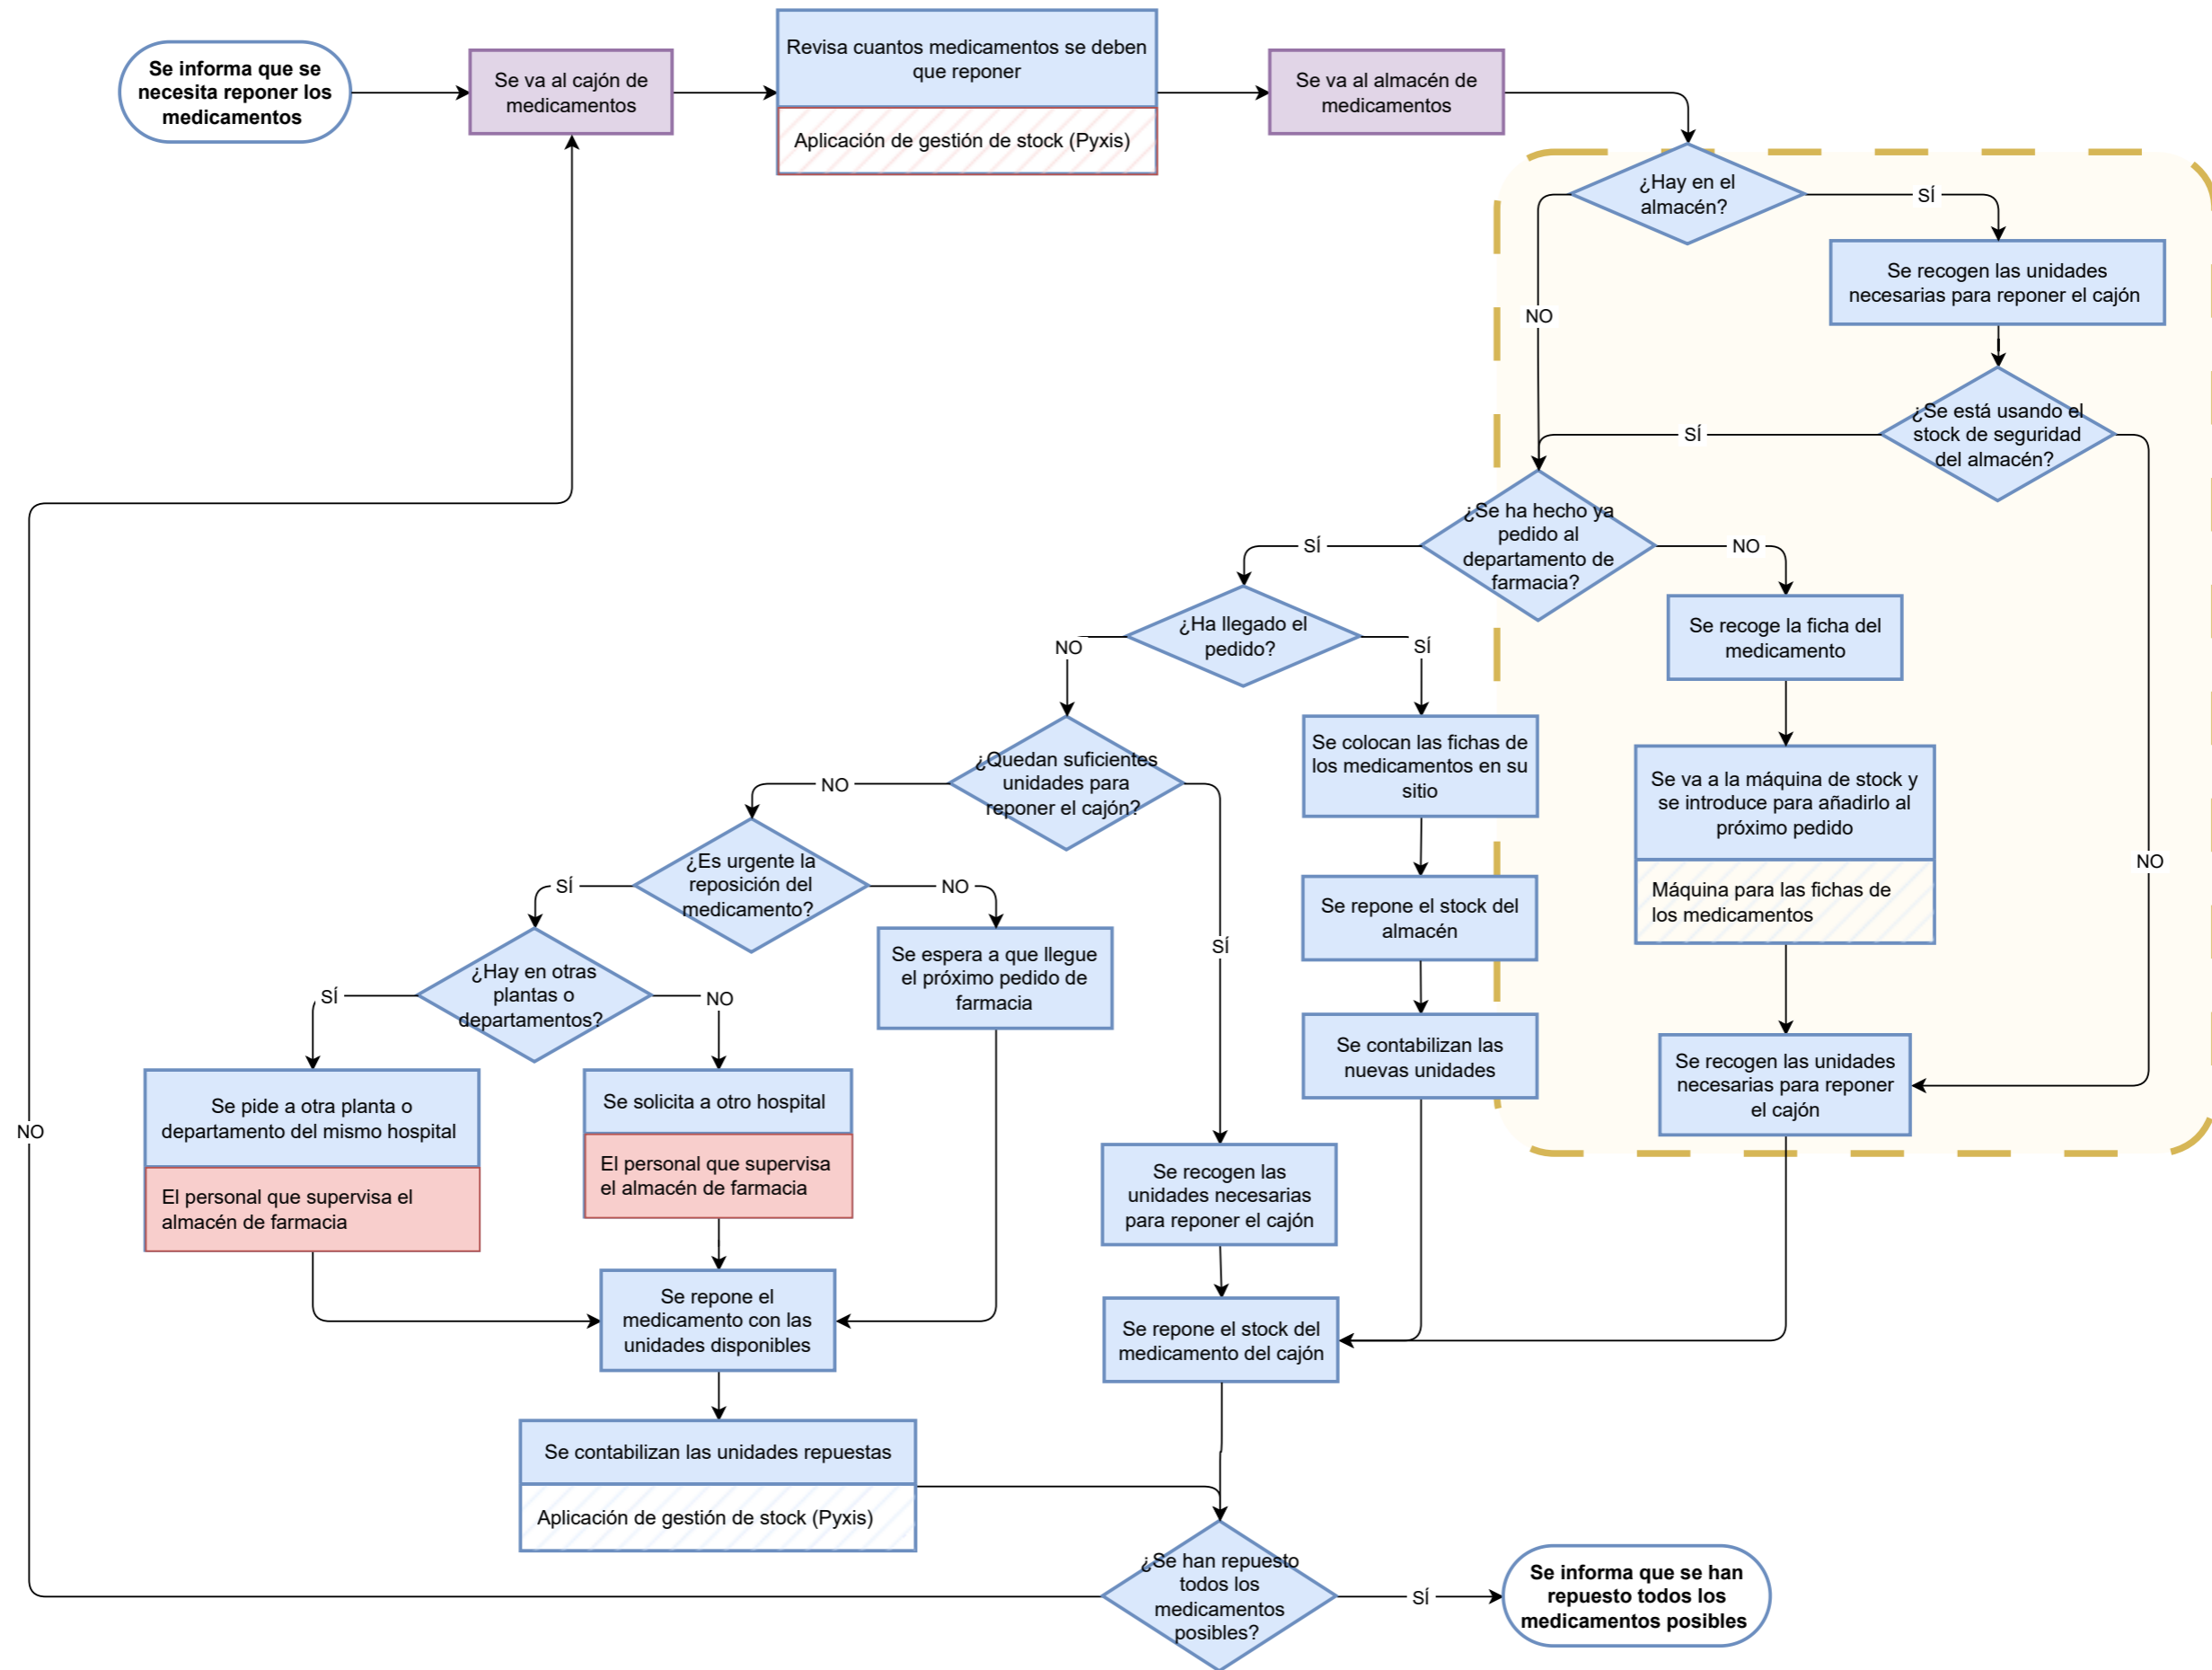 Se informa que se
necesita reponer los
medicamentos
Se va al cajón de
medicamentos
Revisa cuantos medicamentos se deben
que reponer
Aplicación de gestión de stock (Pyxis)
Se va al almacén de
medicamentos
¿Hay en el
almacén?
SÍ
NO
Se recogen las unidades
necesarias para reponer el cajón
¿Se está usando el
stock de seguridad
del almacén?
SÍ
NO
¿Se ha hecho ya
pedido al
departamento de
farmacia?
SÍ
NO
¿Ha llegado el
pedido?
NO
SÍ
Se recoge la ficha del
medicamento
Se colocan las fichas de
los medicamentos en su
sitio
Se va a la máquina de stock y
se introduce para añadirlo al
próximo pedido
Máquina para las fichas de
los medicamentos
¿Quedan suficientes
unidades para
reponer el cajón?
NO
SÍ
¿Es urgente la
reposición del
medicamento?
SÍ
NO
Se repone el stock del
almacén
Se espera a que llegue
el próximo pedido de
farmacia
¿Hay en otras
plantas o
departamentos?
SÍ
NO
Se contabilizan las
nuevas unidades
Se recogen las unidades
necesarias para reponer
el cajón
Se pide a otra planta o
departamento del mismo hospital
El personal que supervisa el
almacén de farmacia
Se solicita a otro hospital
El personal que supervisa
el almacén de farmacia
Se recogen las
unidades necesarias
para reponer el cajón
Se repone el
medicamento con las
unidades disponibles
Se repone el stock del
medicamento del cajón
Se contabilizan las unidades repuestas
Aplicación de gestión de stock (Pyxis)
¿Se han repuesto
todos los
medicamentos
posibles?
NO
SÍ
Se informa que se han
repuesto todos los
medicamentos posibles